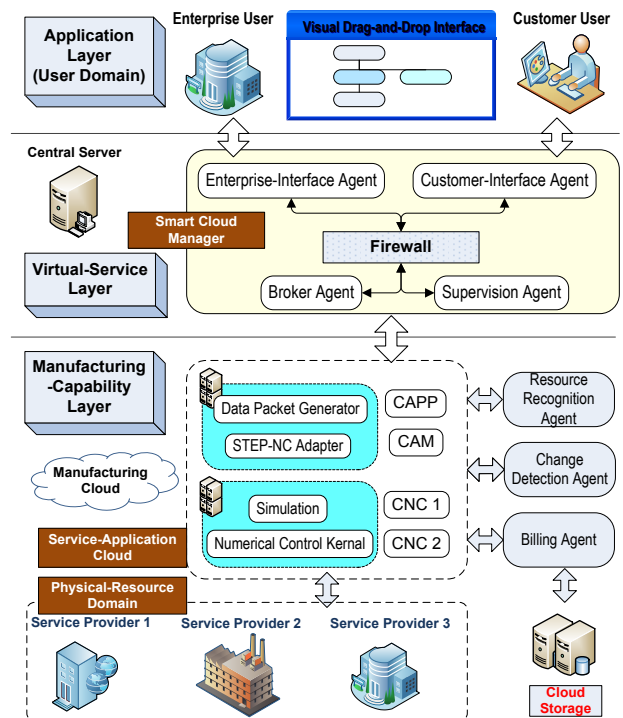 Application
Layer
(User Domain)
Enterprise User
Visual Drag-and-Drop Interface
Customer User
Central Server
Enterprise-Interface Agent
Customer-Interface Agent
Smart Cloud
Manager
Firewall
Virtual-Service
Layer
Broker Agent
Supervision Agent
Manufacturing
-Capability
Layer
Data Packet Generator
CAPP
Resource
Recognition
Agent
STEP-NC Adapter
CAM
Manufacturing
Cloud
Change
Detection Agent
Simulation
CNC 1
Service-Application
Cloud
Numerical Control Kernal
CNC 2
Billing Agent
Physical-Resource
Domain
Service Provider 1
Service Provider 2
Service Provider 3
Cloud
Storage